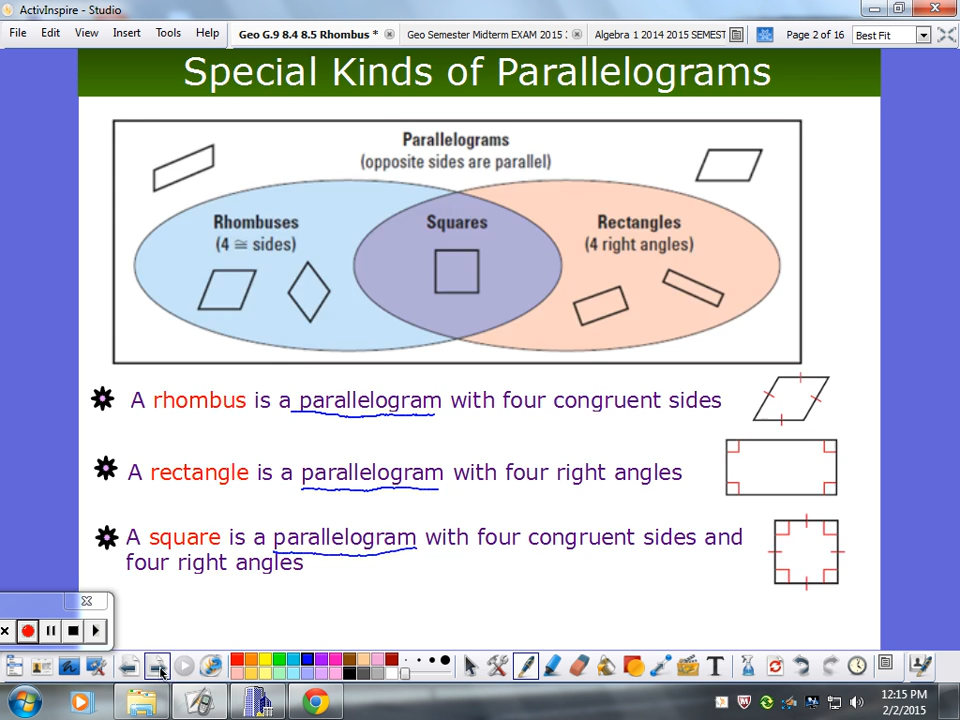 ActivInspire - Studio
File Edit View Insert Tools Help
Geo G.9 8.4 8.5 Rhombus *
Geo Semester Midterm EXAM 2015
Algebra 1 2014 2015 SEMEST
Page 2 of 16
Best Fit
Special Kinds of Parallelograms
Parallelograms
(opposite sides are parallel)
Rhombuses
(4 ≅ sides)
Squares
Rectangles
(4 right angles)
A rhombus is a parallelogram with four congruent sides
A rectangle is a parallelogram with four right angles
A square is a parallelogram with four congruent sides and
four right angles
12:15 PM
2/2/2015